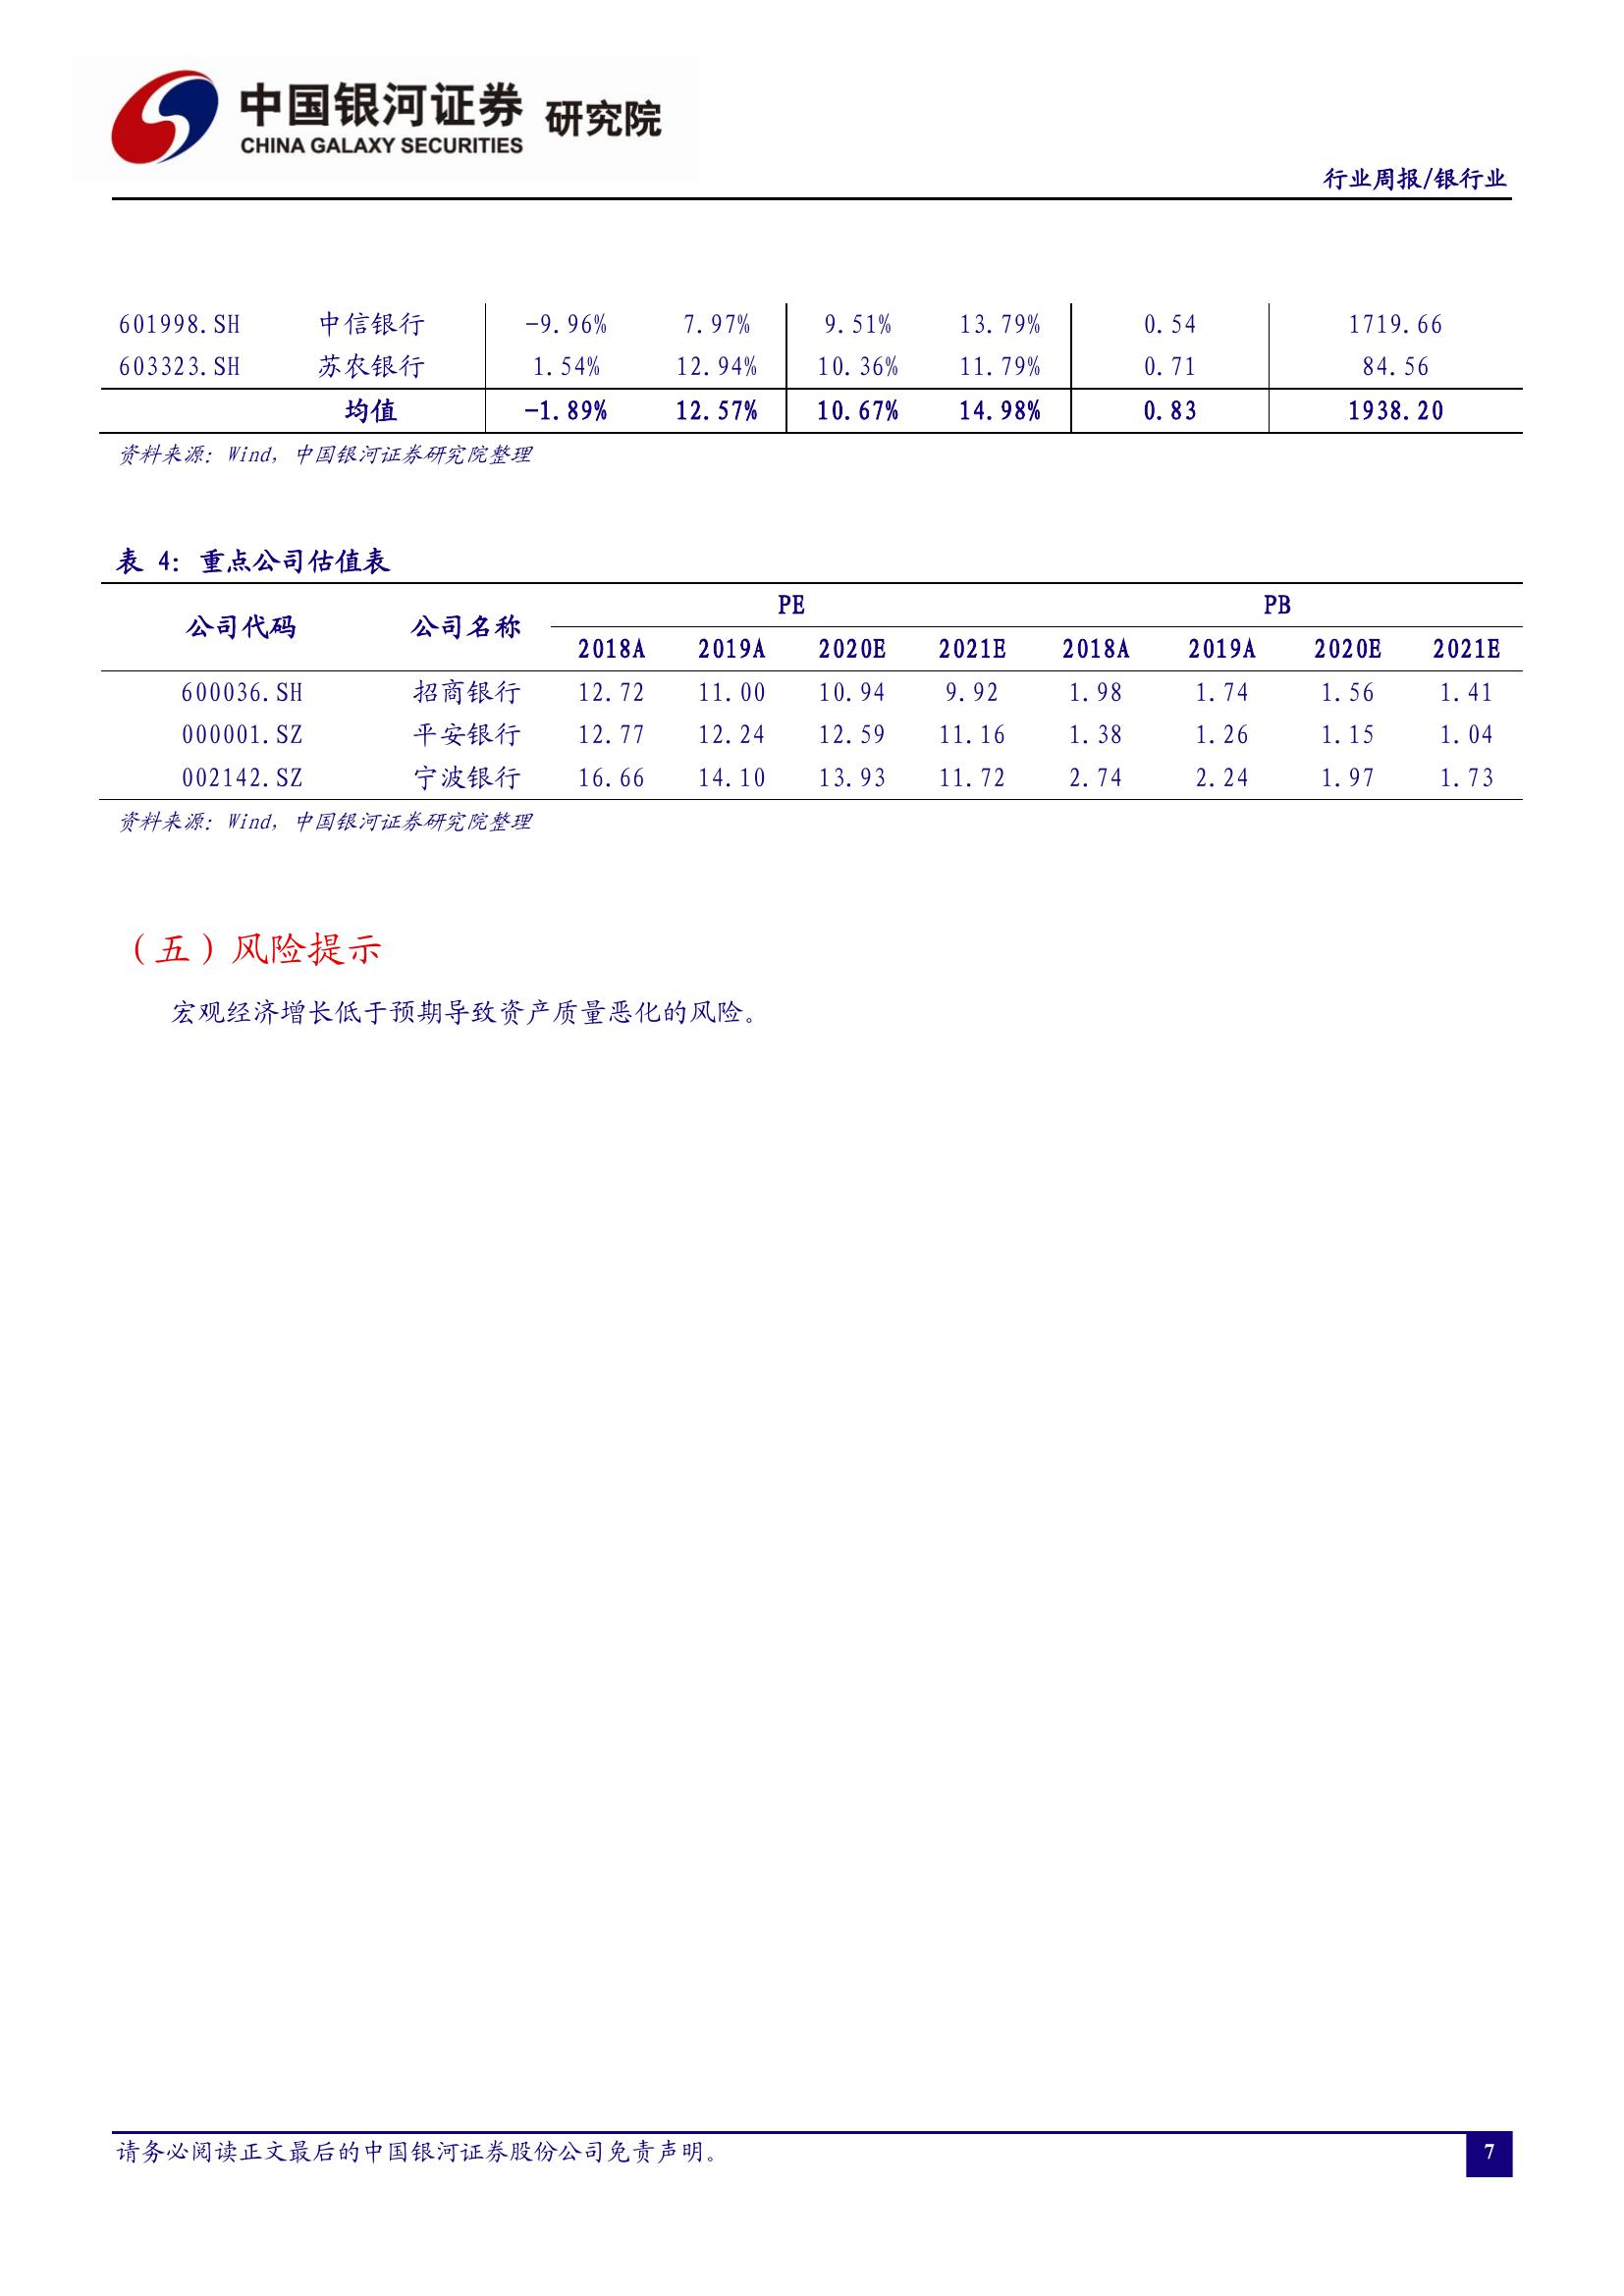 中国银河证券 研究院
CHINA GALAXY SECURITIES
行业周报/银行业
601998.SH 中信银行 -9.96% 7.97% 9.51% 13.79% 0.54 1719.66
603323.SH 苏农银行 1.54% 12.94% 10.36% 11.79% 0.71 84.56
均值 -1.89% 12.57% 10.67% 14.98% 0.83 1938.20
资料来源：Wind，中国银河证券研究院整理
表 4：重点公司估值表
公司代码 公司名称 PE PB
2018A 2019A 2020E 2021E 2018A 2019A 2020E 2021E
600036.SH 招商银行 12.72 11.00 10.94 9.92 1.98 1.74 1.56 1.41
000001.SZ 平安银行 12.77 12.24 12.59 11.16 1.38 1.26 1.15 1.04
002142.SZ 宁波银行 16.66 14.10 13.93 11.72 2.74 2.24 1.97 1.73
资料来源：Wind，中国银河证券研究院整理
（五）风险提示
宏观经济增长低于预期导致资产质量恶化的风险。
请务必阅读正文最后的中国银河证券股份公司免责声明。
7